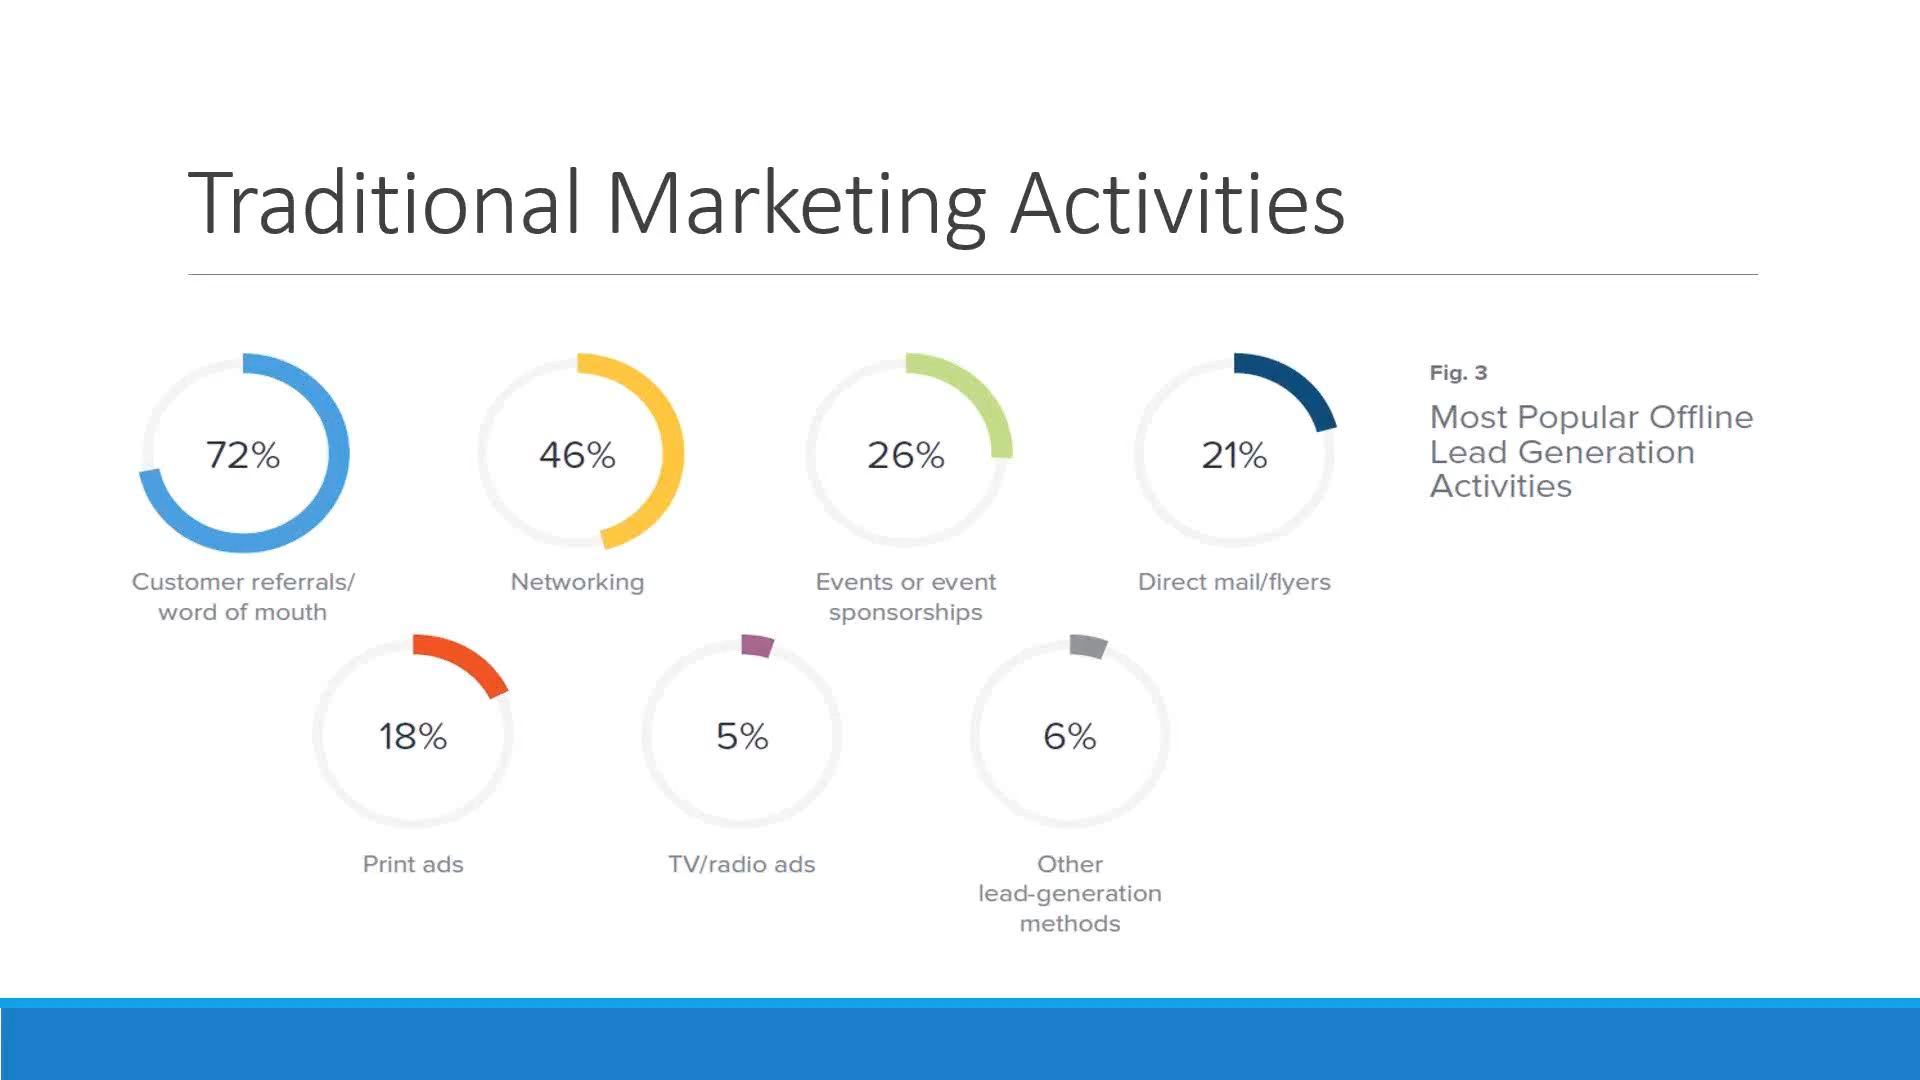 Traditional Marketing Activities
72%
46%
26%
21%
Fig. 3
Most Popular Offline
Lead Generation
Activities
Customer referrals/
word of mouth
Networking
Events or event
sponsorships
Direct mail/flyers
18%
5%
6%
Print ads
TV/radio ads
Other
lead-generation
methods